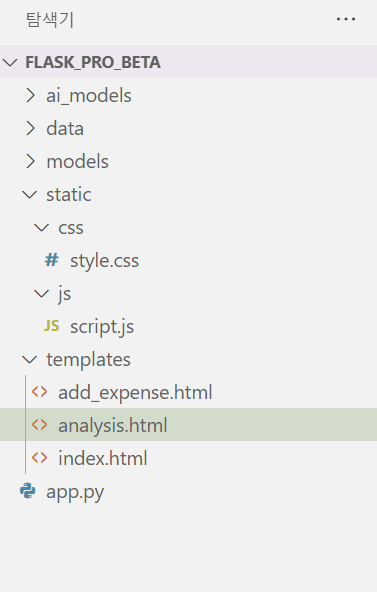 탐색기 ...
FLASK_PRO_BETA
ai_models
data
models
static
css
# style.css
js
JS script.js
templates
<> add_expense.html
<> analysis.html
<> index.html
app.py